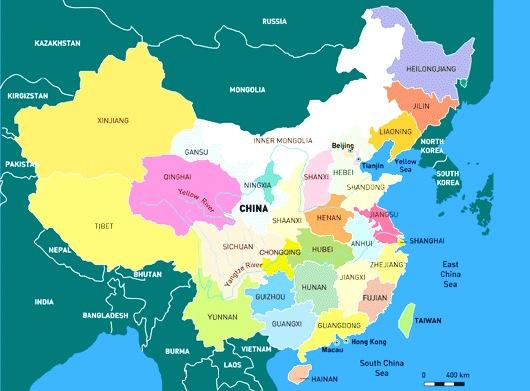 RUSSIA
KAZAKHSTAN
HEILONGJIANG
MONGOLIA
KIRGIZSTAN
JILIN
XINJIANG
LIAONING
INNER MONGOLIA
NORTH
KOREA
GANSU
Beijing
PAKISTAN
HEBEI
Tianjin
Yellow
Sea
QINGHAI
SHANXI
SOUTH
KOREA
NINGXIA
SHANDONG
Yellow River
CHINA
HENAN
JIANGSU
SHAANXI
TIBET
SHANGHAI
ANHUI
SICHUAN
CHONGQING
HUBEI
NEPAL
ZHEJIANG
East
China
Sea
Yangtze River
BHUTAN
JIANGXI
HUNAN
GUIZHOU
FUJIAN
INDIA
BANGLADESH
YUNNAN
GUANGXI
GUANGDONG
TAIWAN
Hong Kong
Macau
BURMA
VIETNAM
LAOS
South China
Sea
HAINAN
0 400 km